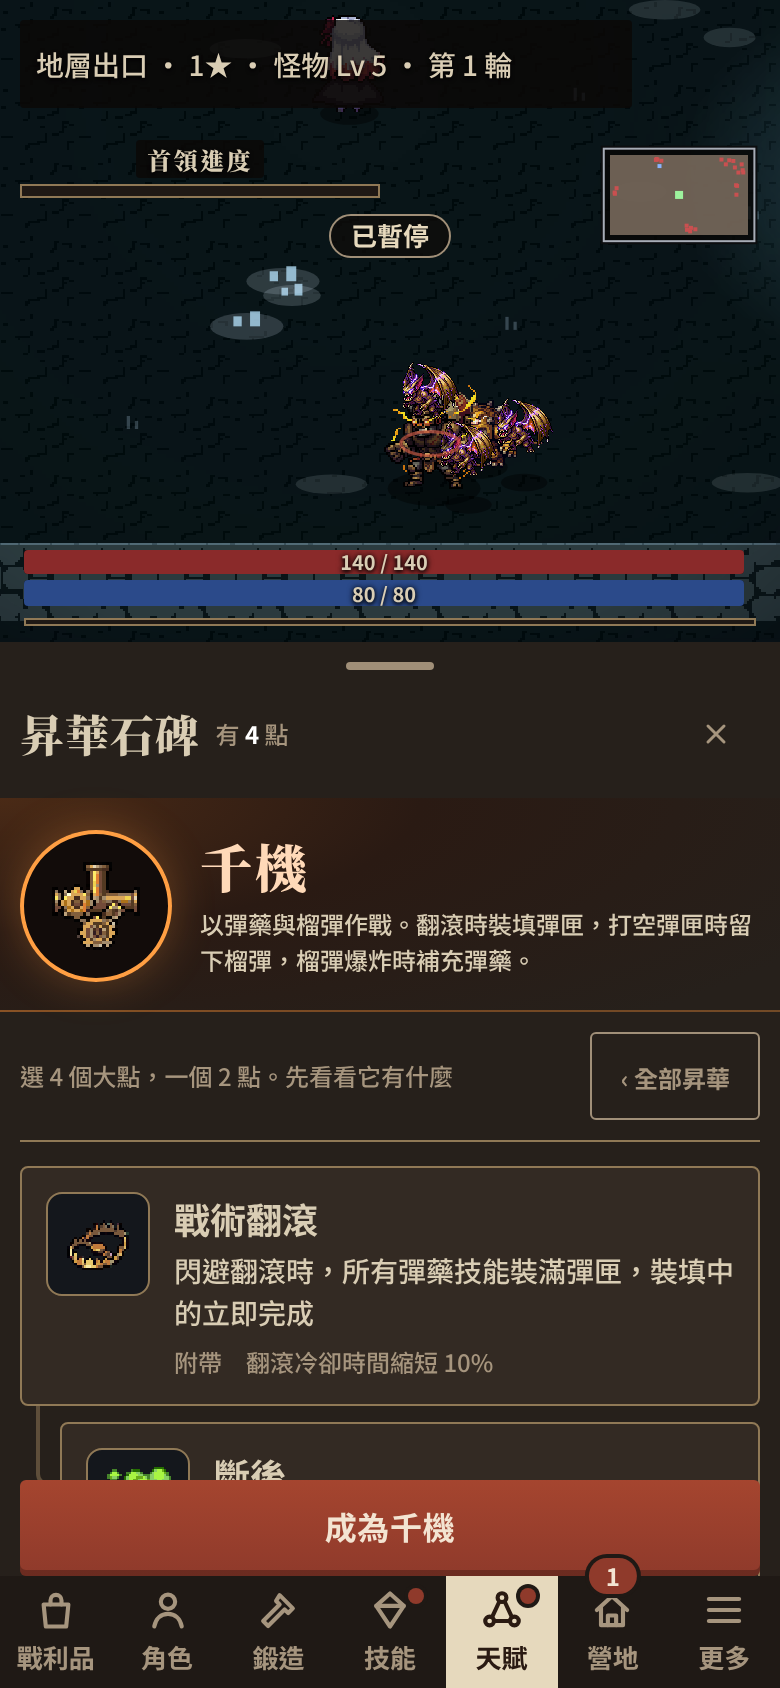 地層出口 · 1★ · 怪物 Lv 5 · 第 1 輪
首領進度
已暫停
140 / 140
80 / 80
昇華石碑 有 4 點
千機
以彈藥與榴彈作戰。翻滾時裝填彈匣，打空彈匣時留
下榴彈，榴彈爆炸時補充彈藥。
選 4 個大點，一個 2 點。先看看它有什麼
‹ 全部昇華
戰術翻滾
閃避翻滾時，所有彈藥技能裝滿彈匣，裝填中
的立即完成
附帶 翻滾冷卻時間縮短 10%
斷後
成為千機
1
戰利品 角色 鍛造 技能 天賦 營地 更多